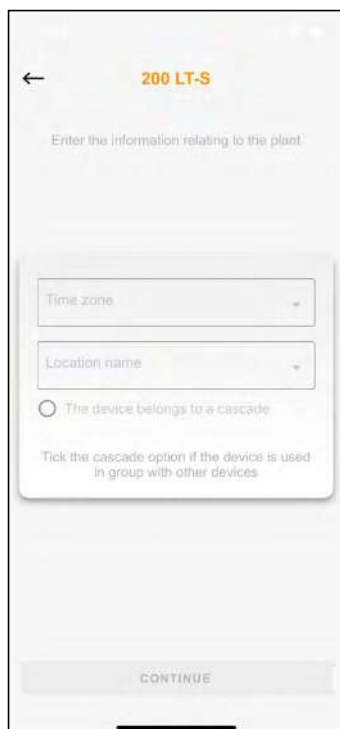 200 LT-S
Enter the information relating to the plant
Time zone
Location name
The device belongs to a cascade
Tick the cascade option if the device is used
in group with other devices
CONTINUE